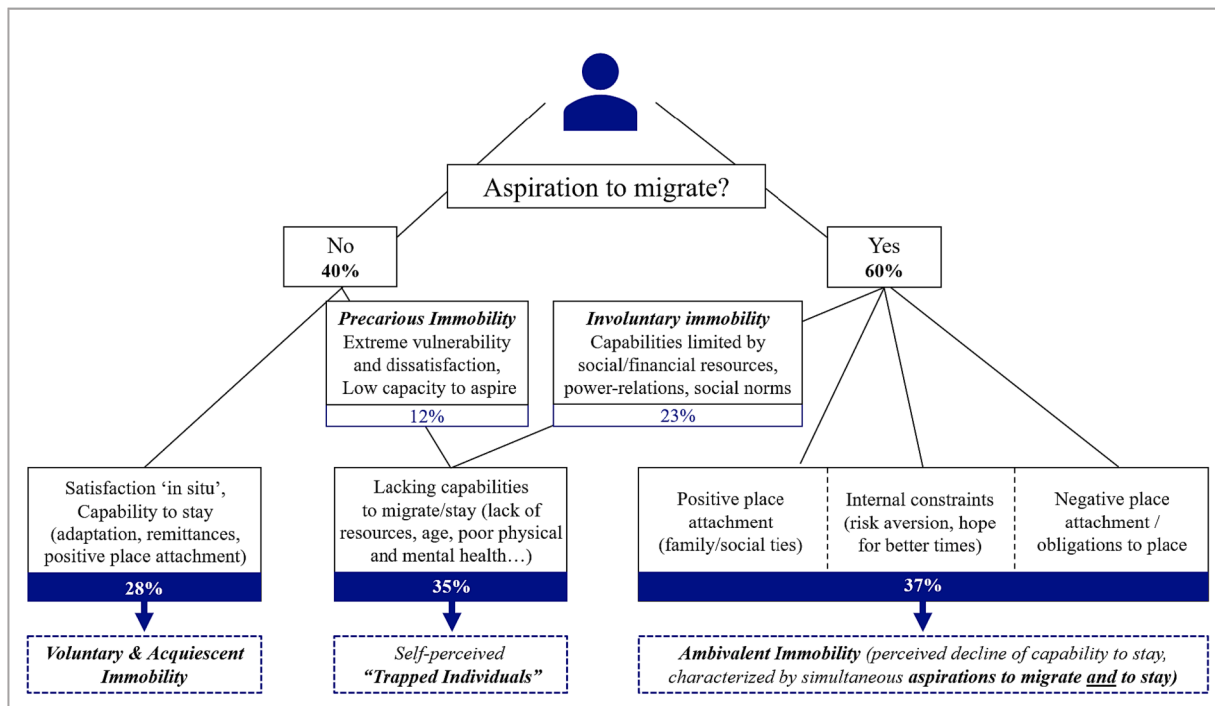 Aspiration to migrate?
No
40%
Yes
60%
Precarious Immobility
Extreme vulnerability
and dissatisfaction,
Low capacity to aspire
12%
Involuntary immobility
Capabilities limited by
social/financial resources,
power-relations, social norms
23%
Satisfaction ‘in situ’,
Capability to stay
(adaptation, remittances,
positive place attachment)
28%
Lacking capabilities
to migrate/stay (lack of
resources, age, poor physical
and mental health…)
35%
Positive place
attachment
(family/social ties)
Internal constraints
(risk aversion, hope
for better times)
Negative place
attachment /
obligations to place
37%
Voluntary & Acquiescent
Immobility
Self-perceived
“Trapped Individuals”
Ambivalent Immobility (perceived decline of capability to stay,
characterized by simultaneous aspirations to migrate and to stay)